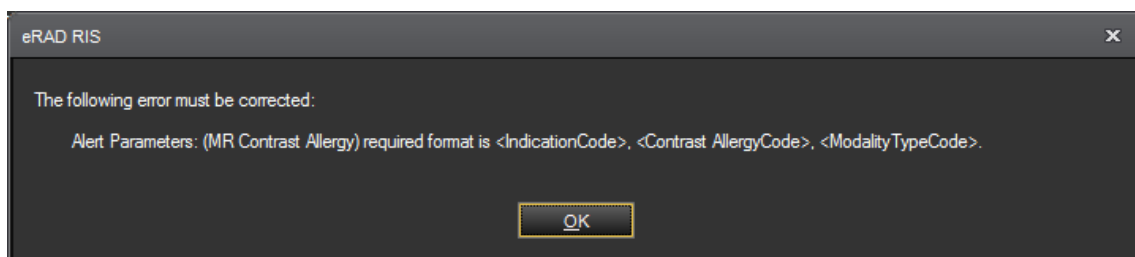 eRAD RIS
The following error must be corrected:
Alert Parameters: (MR Contrast Allergy) required format is <IndicationCode>, <Contrast AllergyCode>, <ModalityTypeCode>.
OK